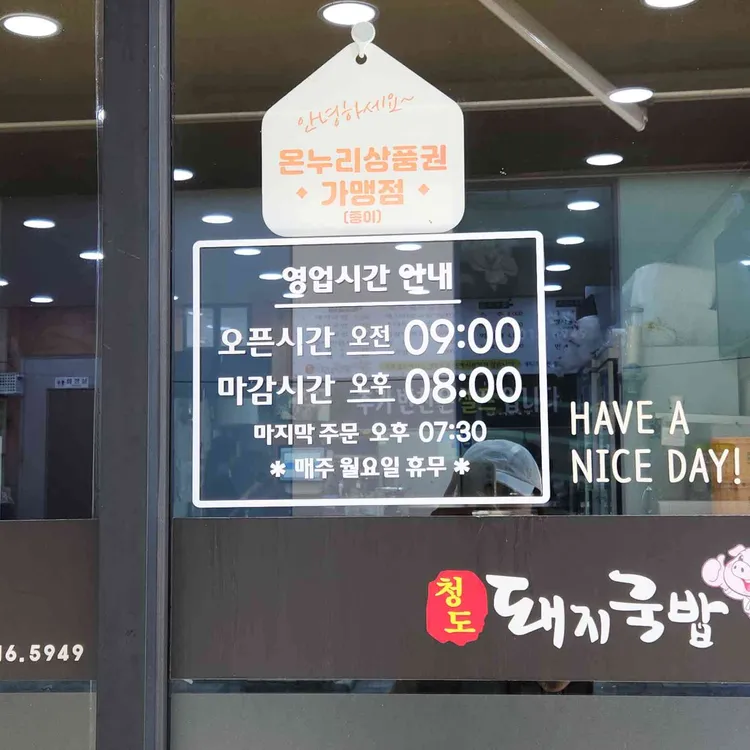 안녕하세요~
온누리상품권
가맹점
(종이)
영업시간 안내
오픈시간 오전 09:00
마감시간 오후 08:00
마지막 주문 오후 07:30
* 매주 월요일 휴무 *
HAVE A
NICE DAY!
청도
돼지국밥
16.5949